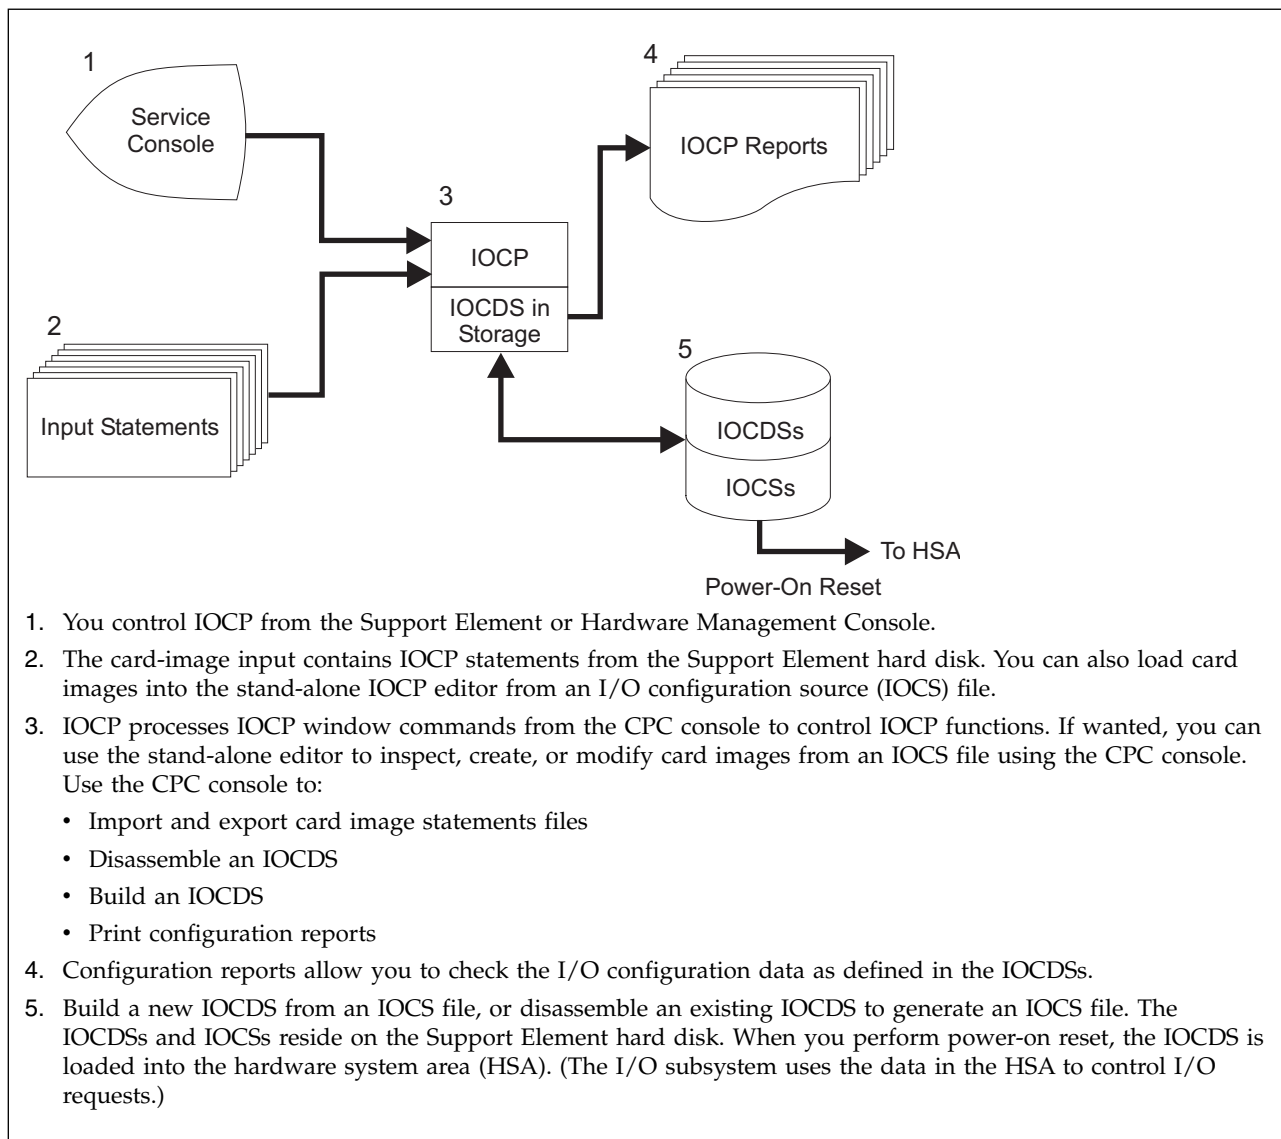 1
Service
Console
2
Input Statements
3
IOCP
IOCDS in
Storage
4
IOCP Reports
5
IOCDSs
IOCSs
To HSA
Power-On Reset
1. You control IOCP from the Support Element or Hardware Management Console.
2. The card-image input contains IOCP statements from the Support Element hard disk. You can also load card
images into the stand-alone IOCP editor from an I/O configuration source (IOCS) file.
3. IOCP processes IOCP window commands from the CPC console to control IOCP functions. If wanted, you can
use the stand-alone editor to inspect, create, or modify card images from an IOCS file using the CPC console.
Use the CPC console to:
• Import and export card image statements files
• Disassemble an IOCDS
• Build an IOCDS
• Print configuration reports
4. Configuration reports allow you to check the I/O configuration data as defined in the IOCDSs.
5. Build a new IOCDS from an IOCS file, or disassemble an existing IOCDS to generate an IOCS file. The
IOCDSs and IOCSs reside on the Support Element hard disk. When you perform power-on reset, the IOCDS is
loaded into the hardware system area (HSA). (The I/O subsystem uses the data in the HSA to control I/O
requests.)